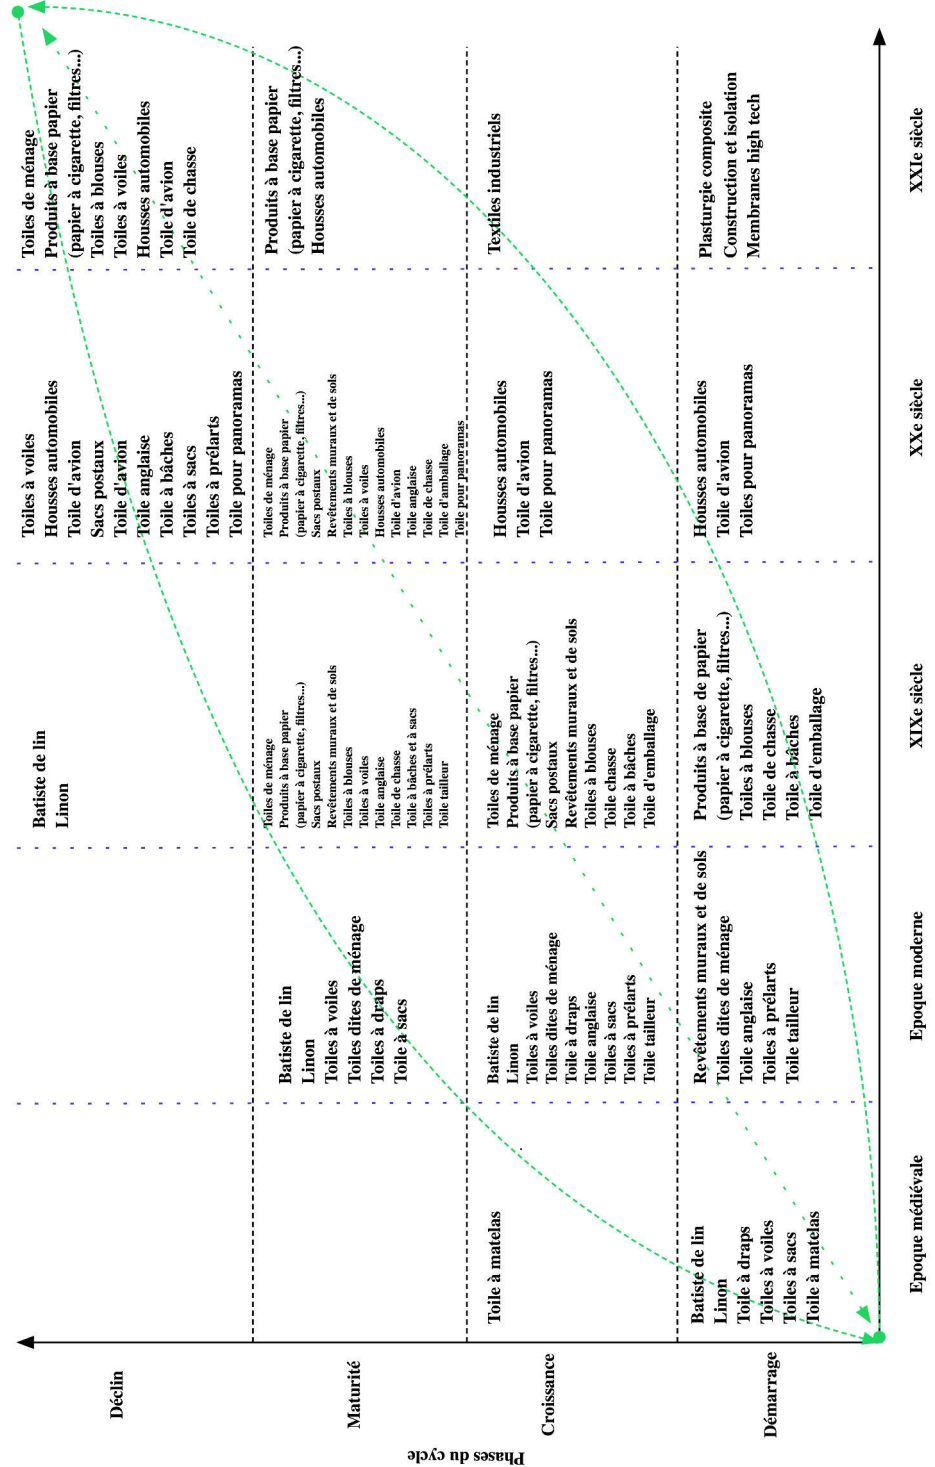 Phases du cycle
Déclin
Batiste de lin
Linon
Toiles à voiles
Housses automobiles
Toile d'avion
Sacs postaux
Toile d'avion
Toile anglaise
Toile à bâches
Toiles à sacs
Toiles à prélarts
Toile pour panoramas
Toiles de ménage
Produits à base papier
(papier à cigarette, filtres...)
Toiles à blouses
Toiles à voiles
Housses automobiles
Toile d'avion
Toile de chasse
Maturité
Batiste de lin
Linon
Toiles à voiles
Toiles dites de ménage
Toiles à draps
Toile à sacs
Toiles de ménage
Produits à base papier
(papier à cigarette, filtres...)
Sacs postaux
Revêtements muraux et de sols
Toiles à blouses
Toiles à voiles
Toile anglaise
Toile de chasse
Toile à bâches et à sacs
Toiles à prélarts
Toile tailleur
Toiles de ménage
Produits à base papier
(papier à cigarette, filtres...)
Sacs postaux
Revêtements muraux et de sols
Toiles à blouses
Toiles à voiles
Housses automobiles
Toile d'avion
Toile anglaise
Toile de chasse
Toile d'amballage
Toile pour panoramas
Produits à base papier
(papier à cigarette, filtres...)
Housses automobiles
Croissance
Toile à matelas
Batiste de lin
Linon
Toiles à voiles
Toiles dites de ménage
Toile à draps
Toile anglaise
Toiles à sacs
Toiles à prélarts
Toile tailleur
Toiles de ménage
Produits à base papier
(papier à cigarette, filtres...)
Sacs postaux
Revêtements muraux et de sols
Toiles à blouses
Toile chasse
Toile à bâches
Toile d'emballage
Housses automobiles
Toile d'avion
Toile pour panoramas
Textiles industriels
Démarrage
Batiste de lin
Linon
Toile à draps
Toiles à voiles
Toiles à sacs
Toile à matelas
Revêtements muraux et de sols
Toiles dites de ménage
Toile anglaise
Toiles à prélarts
Toile tailleur
Produits à base de papier
(papier à cigarette, filtres...)
Toiles à blouses
Toile de chasse
Toile à bâches
Toile d'emballage
Housses automobiles
Toile d'avion
Toiles pour panoramas
Plasturgie composite
Construction et isolation
Membranes high tech
Epoque médiévale
Epoque moderne
XIXe siècle
XXe siècle
XXIe siècle